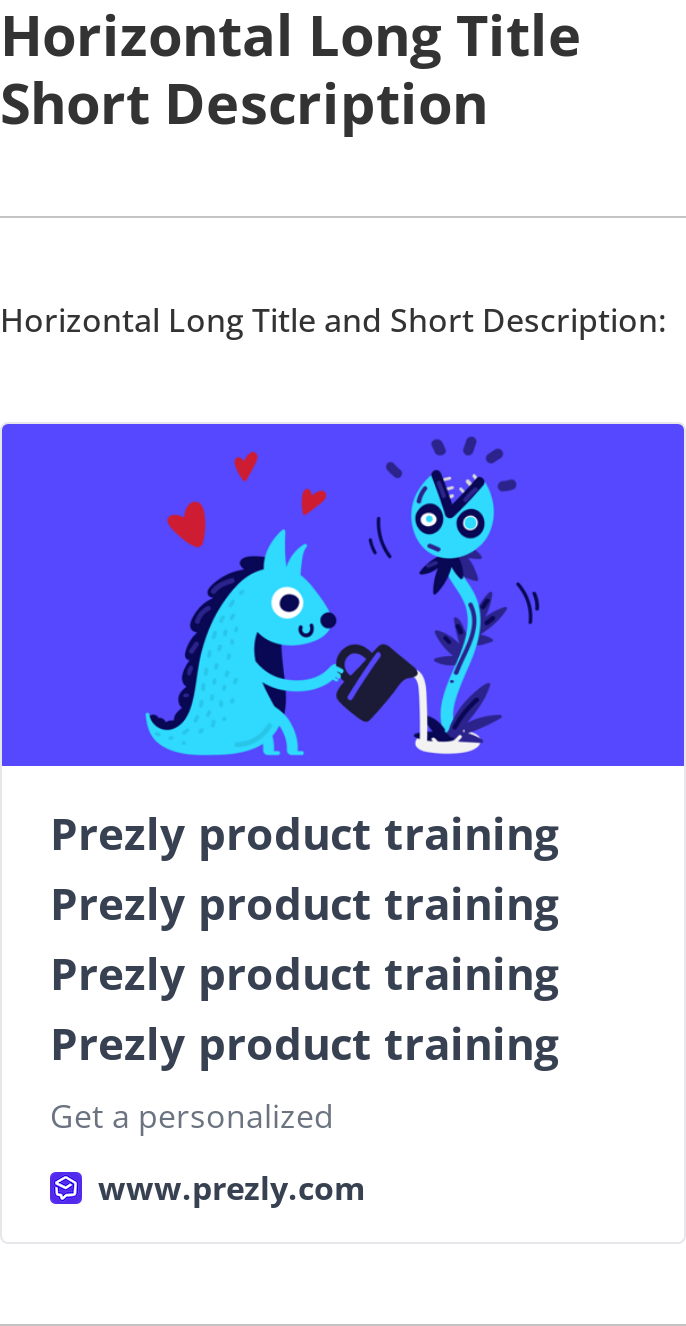 Horizontal Long Title
Short Description
Horizontal Long Title and Short Description:
Prezly product training
Prezly product training
Prezly product training
Prezly product training
Get a personalized
www.prezly.com